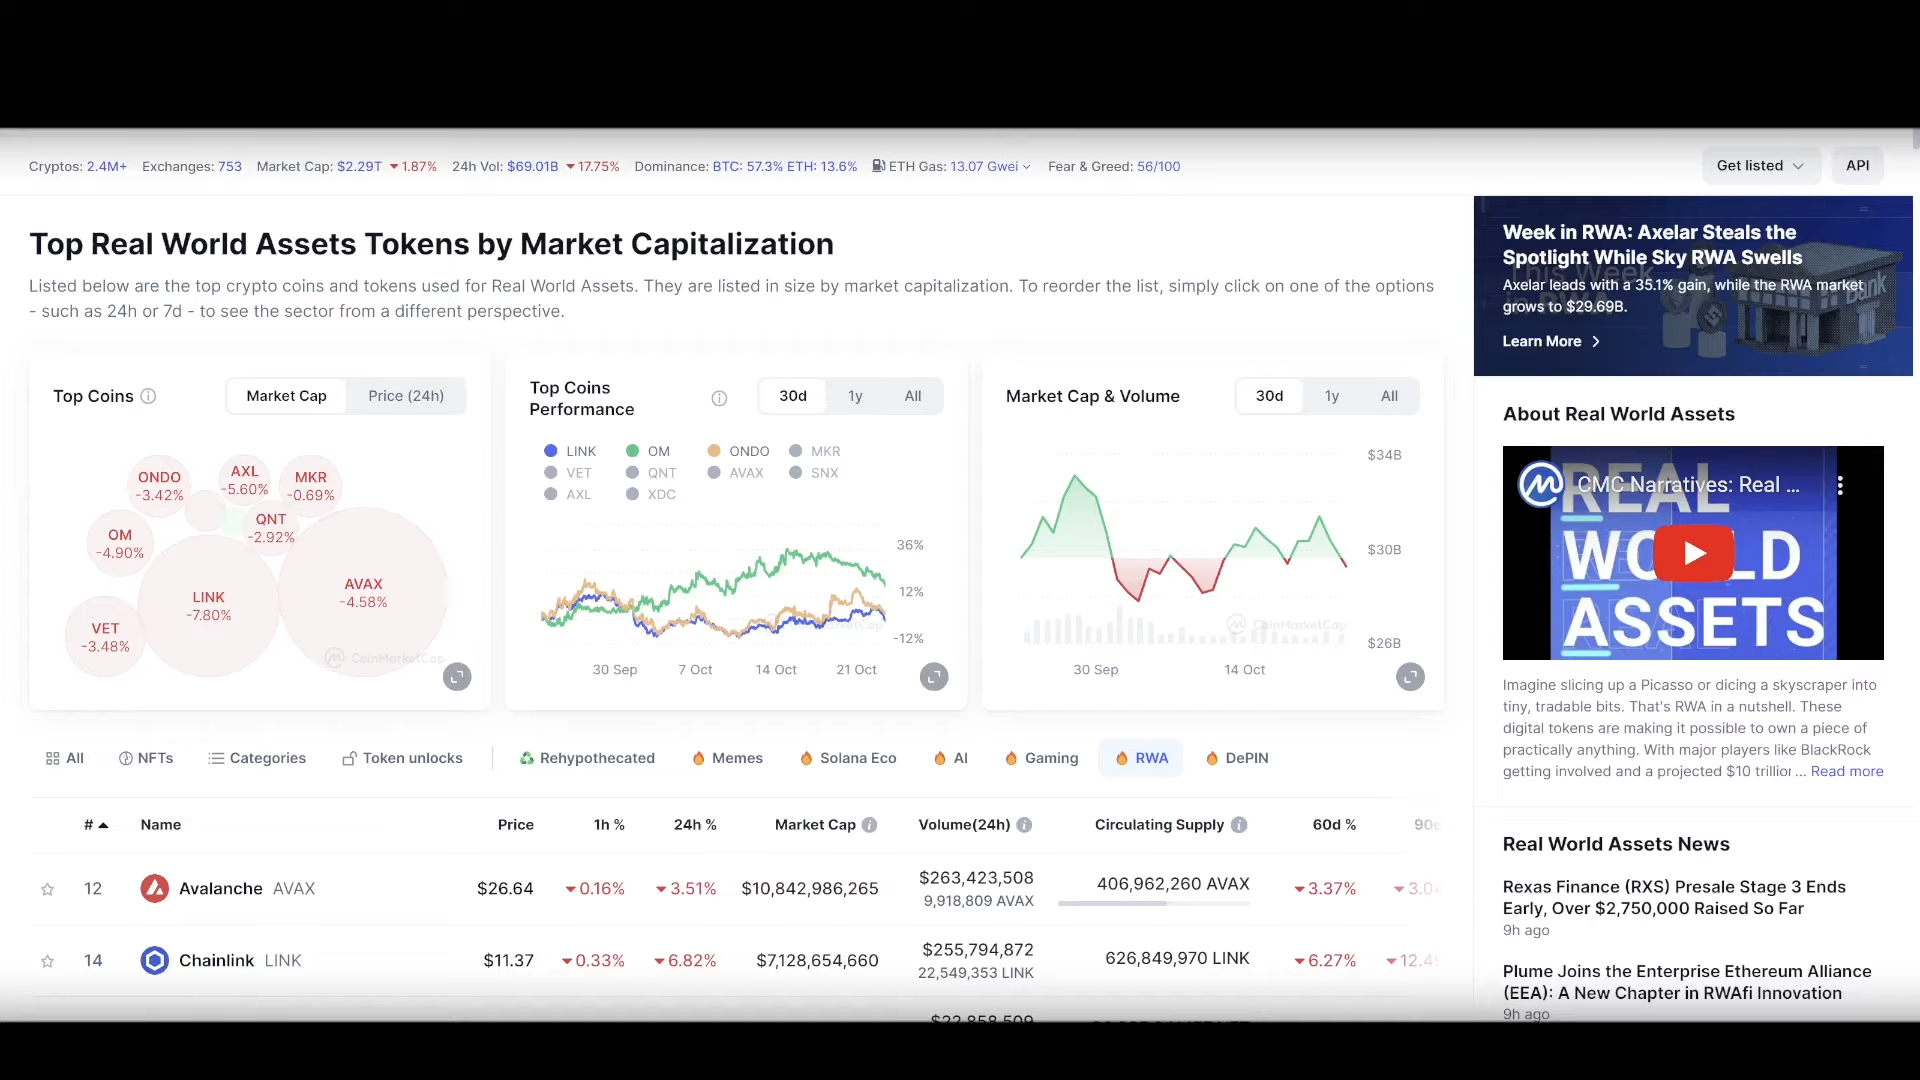 Cryptos: 2.4M+ Exchanges: 753 Market Cap: $2.29T 1.87% 24h Vol: $69.01B 17.75% Dominance: BTC: 57.3% ETH: 13.6% ETH Gas: 13.07 Gwei Fear & Greed: 56/100
Get listed API
Top Real World Assets Tokens by Market Capitalization
Listed below are the top crypto coins and tokens used for Real World Assets. They are listed in size by market capitalization. To reorder the list, simply click on one of the options
- such as 24h or 7d - to see the sector from a different perspective.
Week in RWA: Axelar Steals the
Spotlight While Sky RWA Swells
Axelar leads with a 35.1% gain, while the RWA market
grows to $29.69B.
Learn More
This Week
Bank
Top Coins
Market Cap Price (24h)
ONDO
-3.42%
AXL
-5.60%
MKR
-0.69%
OM
-4.90%
QNT
-2.92%
LINK
-7.80%
AVAX
-4.58%
VET
-3.48%
CoinMarketCap
Top Coins
Performance
30d 1y All
LINK OM ONDO MKR
VET QNT AVAX SNX
AXL XDC
36%
12%
-12%
30 Sep 7 Oct 14 Oct 21 Oct
Market Cap & Volume
30d 1y All
$34B
$30B
CoinMarketCap
$26B
30 Sep 14 Oct
About Real World Assets
CMC Narratives: Real ...
REAL
WORLD
ASSETS
Imagine slicing up a Picasso or dicing a skyscraper into
tiny, tradable bits. That's RWA in a nutshell. These
digital tokens are making it possible to own a piece of
practically anything. With major players like BlackRock
getting involved and a projected $10 trillion ... Read more
All NFTs Categories Token unlocks Rehypothecated Memes Solana Eco AI Gaming RWA DePIN
# Name Price 1h % 24h % Market Cap Volume(24h) Circulating Supply 60d % 90d
12 Avalanche AVAX $26.64 0.16% 3.51% $10,842,986,265 $263,423,508 406,962,260 AVAX 3.37% 3.04
9,918,809 AVAX
14 Chainlink LINK $11.37 0.33% 6.82% $7,128,654,660 $255,794,872 626,849,970 LINK 6.27% 12.49
22,549,353 LINK
$22,858,509
Real World Assets News
Rexas Finance (RXS) Presale Stage 3 Ends
Early, Over $2,750,000 Raised So Far
9h ago
Plume Joins the Enterprise Ethereum Alliance
(EEA): A New Chapter in RWAfi Innovation
9h ago